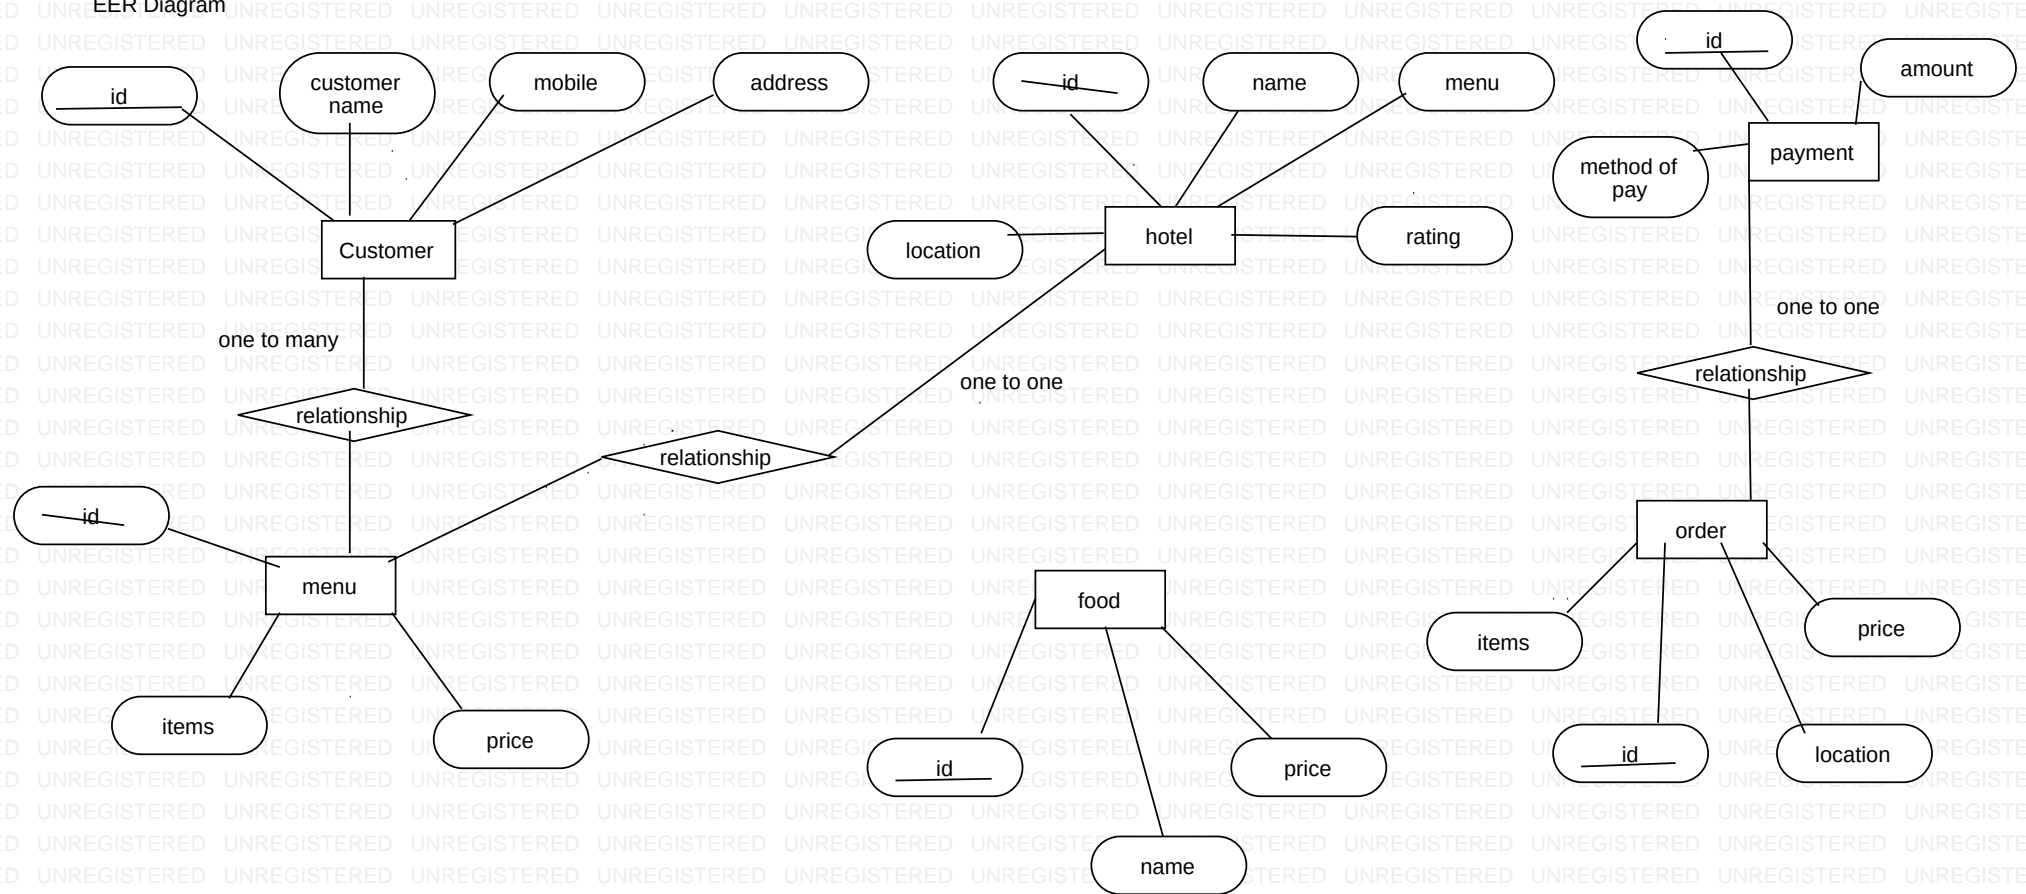 EER Diagram
id
customer
name
mobile
address
id
name
menu
id
amount
method of
pay
payment
Customer
location
hotel
rating
one to many
one to one
one to one
relationship
relationship
relationship
id
menu
food
order
items
price
items
price
id
price
id
location
name
UNREGISTERED